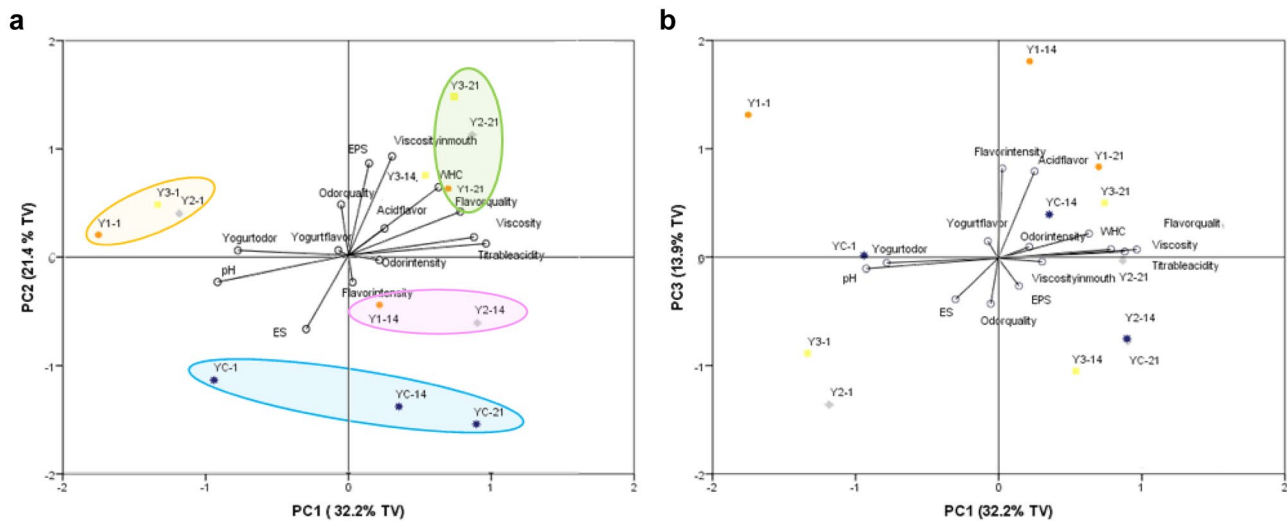 a
2
1
0
-1
-2
PC2 (21.4 % TV)
Y3-21
Y2-21
Viscosityinmouth
EPS
Y3-14.
WHC
Y1-21
Odorquality
Flavorquality
Acidflavor
Y3-1
Y2-1
Y1-1
Viscosity
Yogurtodor
Yogurtflavor
Titrableacidity
Odorintensity
pH
Flavorintensity
Y1-14
Y2-14
ES
YC-1
YC-14
YC-21
-2
-1
0
1
2
PC1 ( 32.2% TV)
b
2
1
0
-1
-2
PC3 (13.9% TV)
Y1-14
Y1-1
Flavorintensity
Acidflavor
Y1-21
Y3-21
YC-14
Flavorqualit
Yogurtflavor
WHC
Odorintensity
Viscosity
YC-1
Yogurtodor
Titrableacidity
pH
Viscosityinmouth
Y2-21
EPS
ES
Odorquality
Y2-14
Y3-1
Y3-14
YC-21
Y2-1
-2
-1
0
1
2
PC1 (32.2% TV)